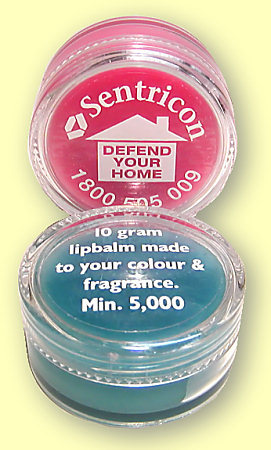 Sentricon
DEFEND
YOUR
HOME
1800 505 009
10 gram
lipbalm made
to your colour &
fragrance.
Min. 5,000